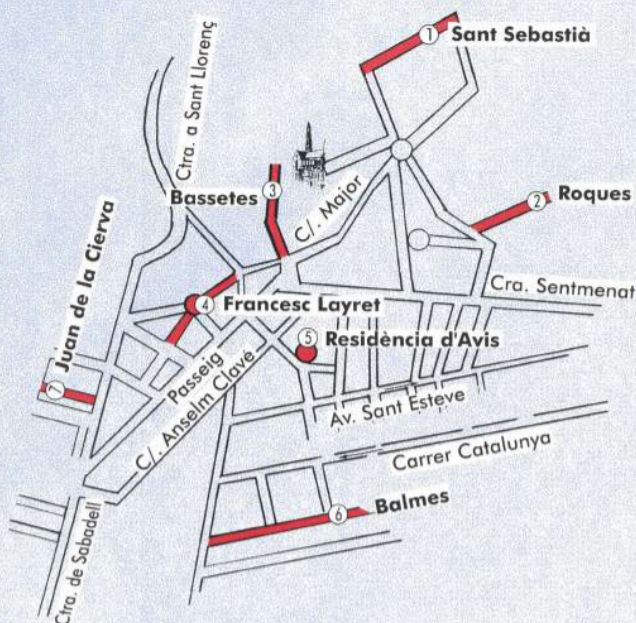 1 Sant Sebastià
Ctra. a Sant Llorenç
Bassetes 3
C/. Major
2 Roques
Juan de la Cierva
Cra. Sentmenat
4 Francesc Layret
5 Residència d'Avis
Passeig
C/. Anselm Clave
7
Av. Sant Esteve
Carrer Catalunya
6 Balmes
Ctra. de Sabadell